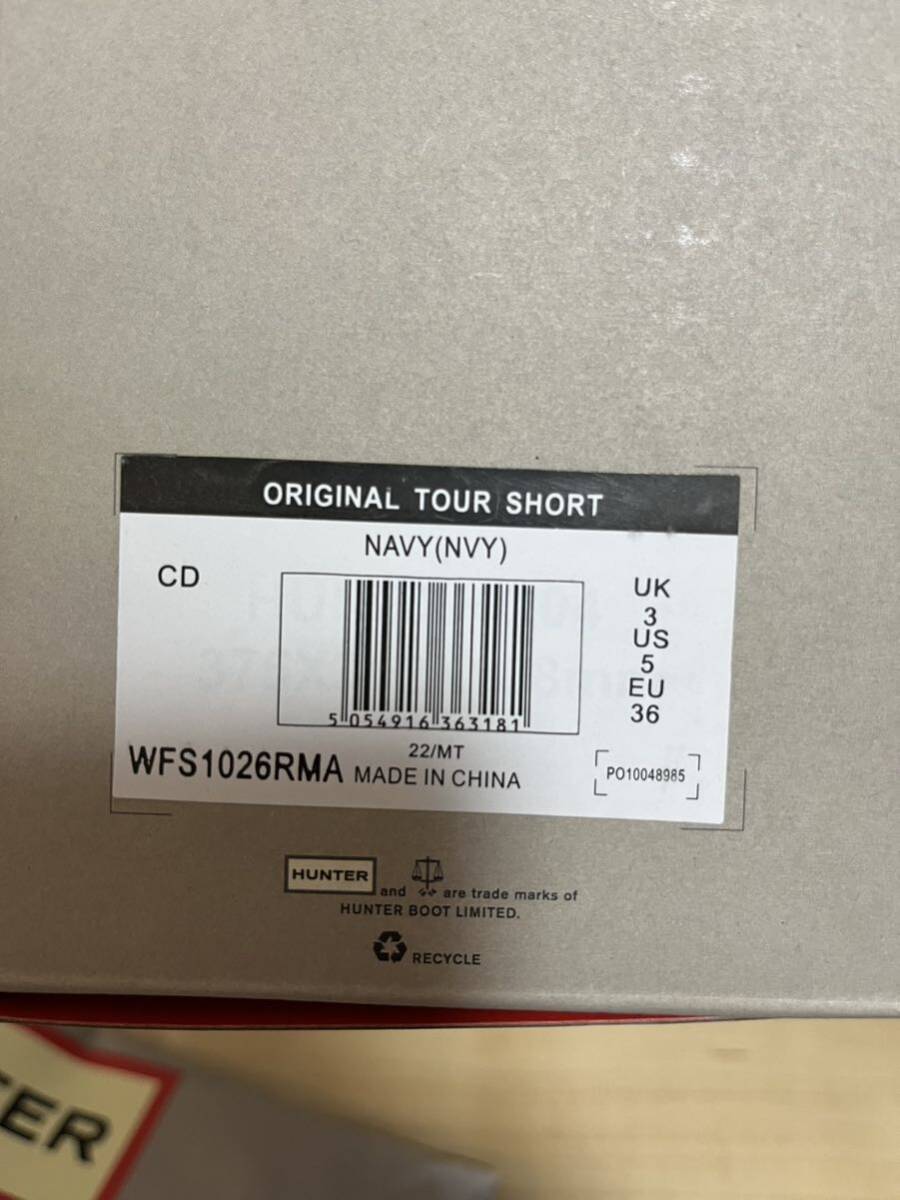 ORIGINAL TOUR SHORT
NAVY(NVY)
CD
UK
3
US
5
EU
36
5 054916 363181
22/MT
WFS1026RMA MADE IN CHINA
PO10048985
HUNTER and are trade marks of
HUNTER BOOT LIMITED.
RECYCLE
TER